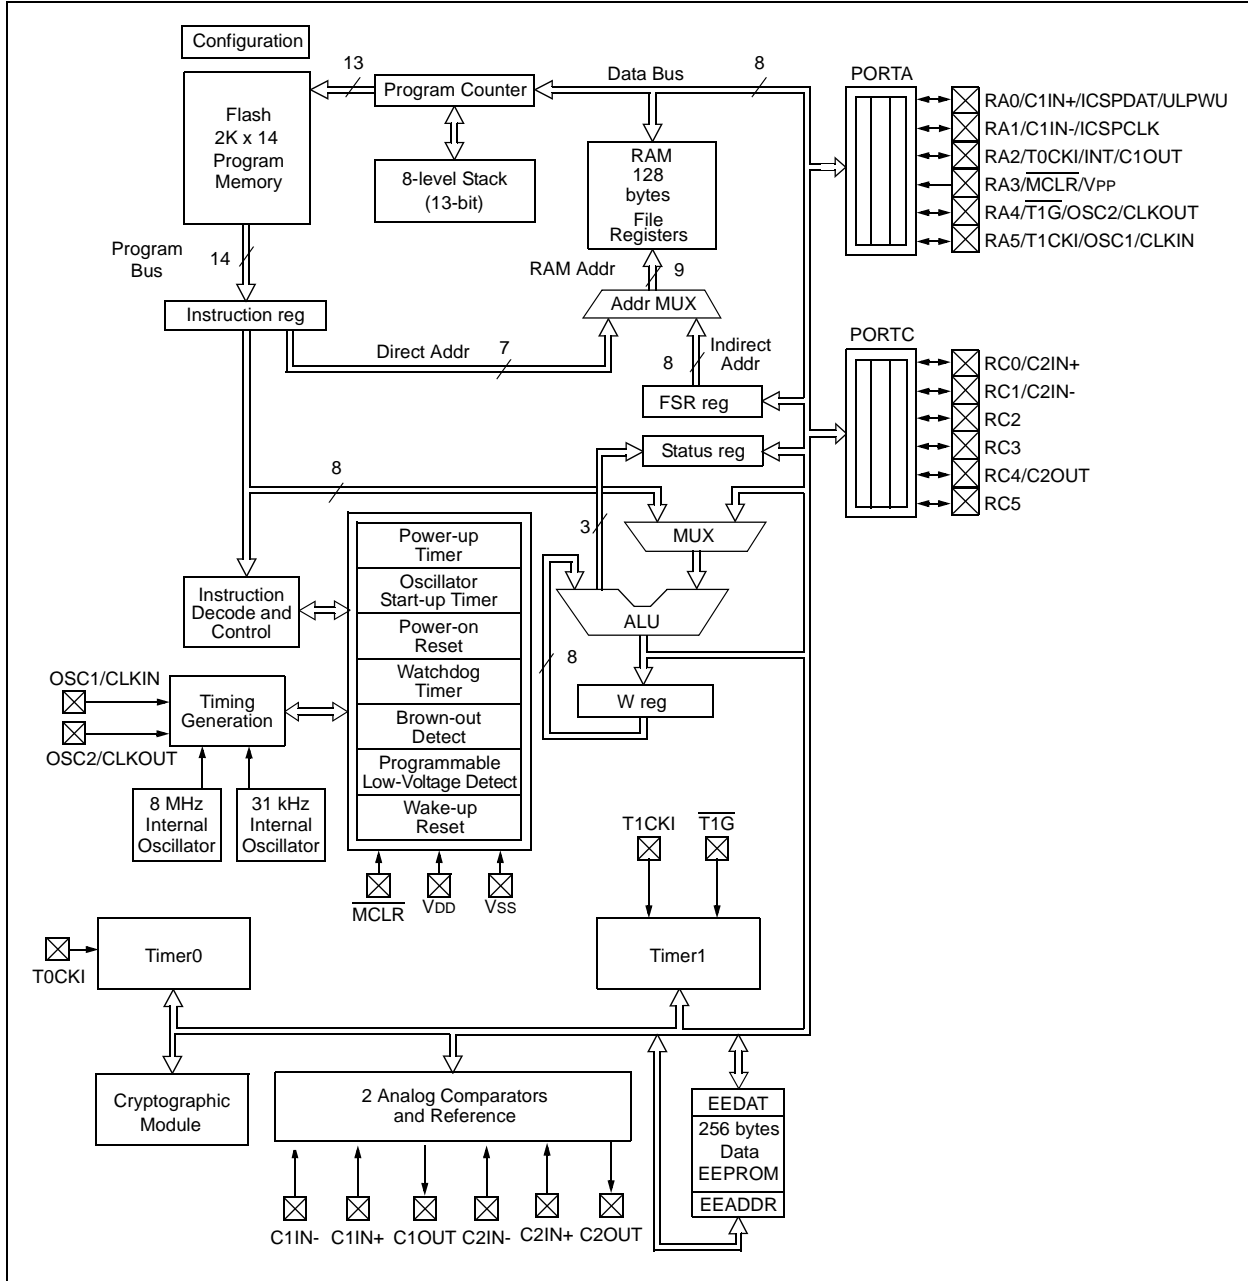 Configuration
13
Data Bus
8
Program Counter
Flash
2K x 14
Program
Memory
8-level Stack
(13-bit)
RAM
128
bytes
File
Registers
PORTA
RA0/C1IN+/ICSPDAT/ULPWU
RA1/C1IN-/ICSPCLK
RA2/T0CKI/INT/C1OUT
RA3/MCLR/VPP
RA4/T1G/OSC2/CLKOUT
RA5/T1CKI/OSC1/CLKIN
Program
Bus
14
RAM Addr
9
Addr MUX
Instruction reg
Direct Addr
7
Indirect
Addr
8
FSR reg
Status reg
PORTC
RC0/C2IN+
RC1/C2IN-
RC2
RC3
RC4/C2OUT
RC5
8
3
MUX
ALU
8
W reg
Power-up
Timer
Oscillator
Start-up Timer
Power-on
Reset
Watchdog
Timer
Brown-out
Detect
Programmable
Low-Voltage Detect
Wake-up
Reset
Instruction
Decode and
Control
OSC1/CLKIN
Timing
Generation
OSC2/CLKOUT
8 MHz
Internal
Oscillator
31 kHz
Internal
Oscillator
MCLR
VDD
VSS
T1CKI
T1G
T0CKI
Timer0
Timer1
Cryptographic
Module
2 Analog Comparators
and Reference
EEDAT
256 bytes
Data
EEPROM
EEADDR
C1IN-
C1IN+
C1OUT
C2IN-
C2IN+
C2OUT